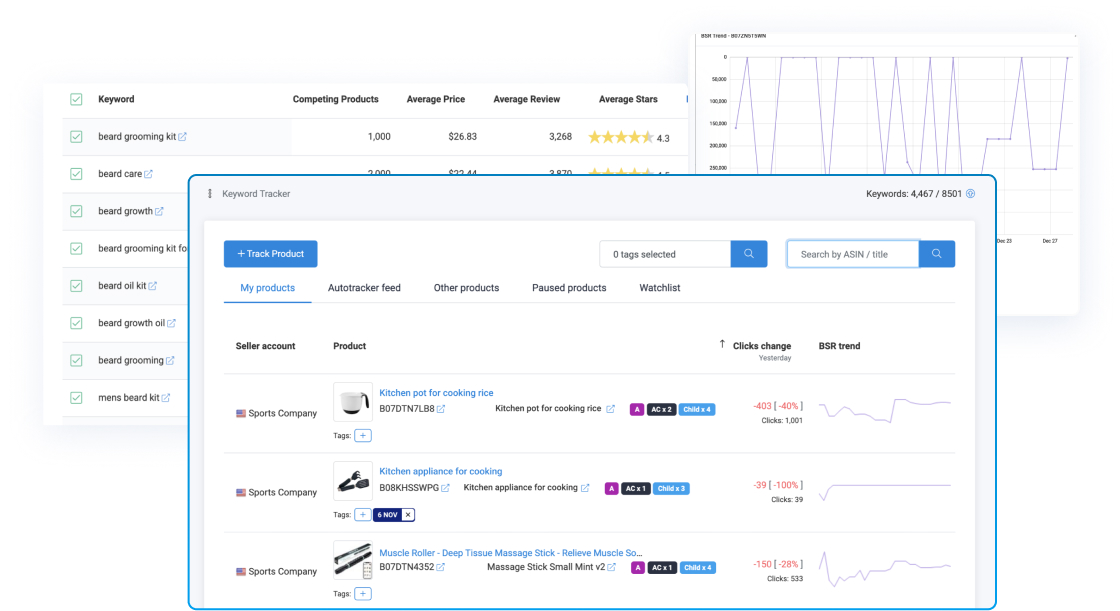 BSR Trend - B07ZN5TSWN
0
50,000
100,000
150,000
200,000
250,000
Dec 23 Dec 27
Keyword Competing Products Average Price Average Review Average Stars
beard grooming kit 1,000 $26.83 3,268 4.3
beard care 2,000 $22.44 3,870 4.5
beard growth
beard grooming kit fo
beard oil kit
beard growth oil
beard grooming
mens beard kit
Keyword Tracker Keywords: 4,467 / 8501
+ Track Product 0 tags selected Search by ASIN / title
My products Autotracker feed Other products Paused products Watchlist
Seller account Product ↑ Clicks change BSR trend
Yesterday
Kitchen pot for cooking rice
Sports Company B07DTN7LB8 Kitchen pot for cooking rice A AC x 2 Child x 4 -403 [ -40% ]
Clicks: 1,001
Tags: +
Kitchen appliance for cooking
Sports Company B08KHSSWPG Kitchen appliance for cooking A AC x 1 Child x 3 -39 [ -100% ]
Clicks: 39
Tags: + 6 NOV ×
Muscle Roller - Deep Tissue Massage Stick - Relieve Muscle So...
Sports Company B07DTN4352 Massage Stick Small Mint v2 A AC x 1 Child x 4 -150 [ -28% ]
Clicks: 533
Tags: +